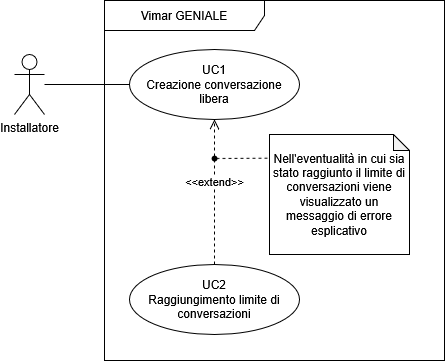 Vimar GENIALE
UC1
Creazione conversazione
libera
Installatore
Nell'eventualità in cui sia
stato raggiunto il limite di
conversazioni viene
visualizzato un
messaggio di errore
esplicativo
<<extend>>
UC2
Raggiungimento limite di
conversazioni